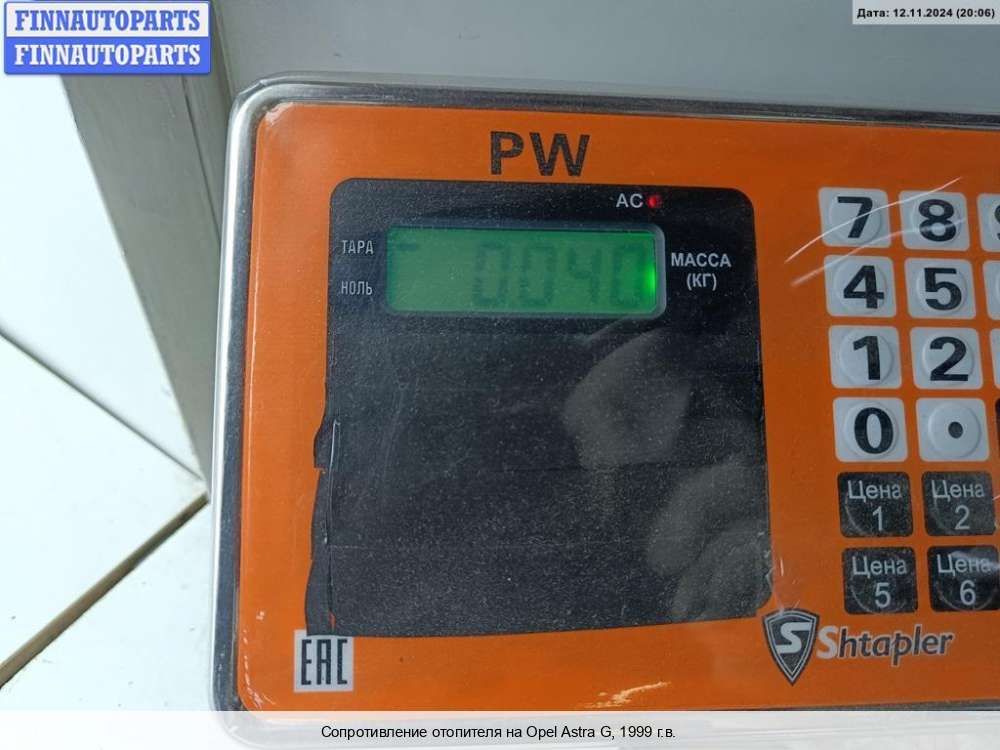 FINNAUTOPARTS
FINNAUTOPARTS
Дата: 12.11.2024 (20:06)
PW
AC
ТАРА
НОЛЬ
0.040
МАССА
(КГ)
7 8
4 5
1 2
0 .
Цена Цена
1 2
Цена Цена
5 6
EAC
S Shtapler
Сопротивление отопителя на Opel Astra G, 1999 г.в.